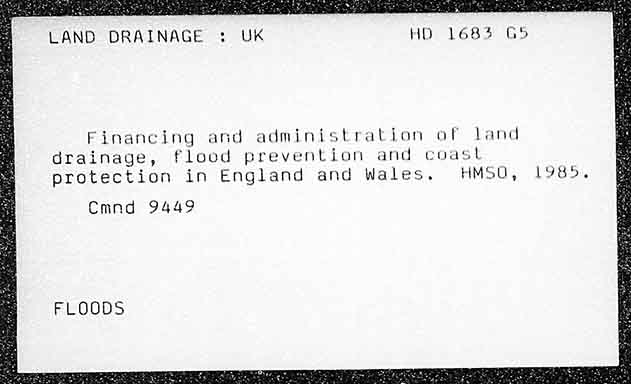 LAND DRAINAGE : UK HD 1683 G5
Financing and administration of land
drainage, flood prevention and coast
protection in England and Wales. HMSO, 1985.
Cmnd 9449
FLOODS